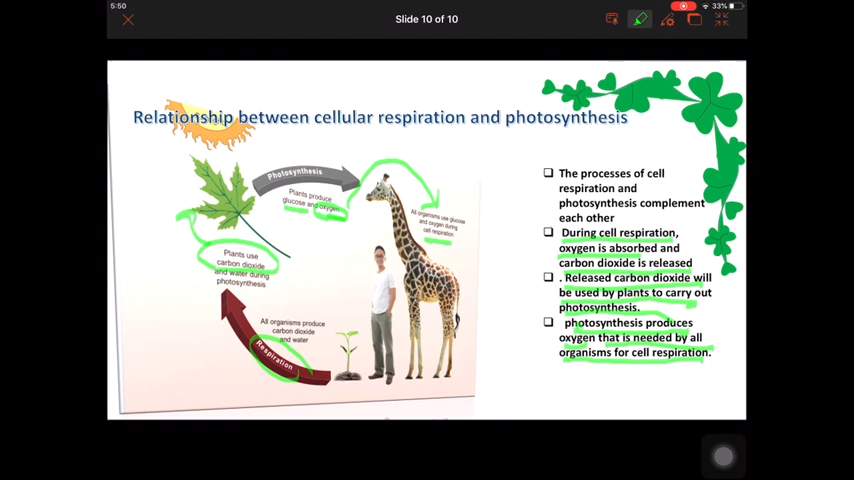 5:50
33%
Slide 10 of 10
Relationship between cellular respiration and photosynthesis
Photosynthesis
Plants produce
glucose and oxygen
All organisms use glucose
and oxygen during
cell respiration
Plants use
carbon dioxide
and water during
photosynthesis
All organisms produce
carbon dioxide
and water
Respiration
The processes of cell
respiration and
photosynthesis complement
each other
During cell respiration,
oxygen is absorbed and
carbon dioxide is released
. Released carbon dioxide will
be used by plants to carry out
photosynthesis.
photosynthesis produces
oxygen that is needed by all
organisms for cell respiration.